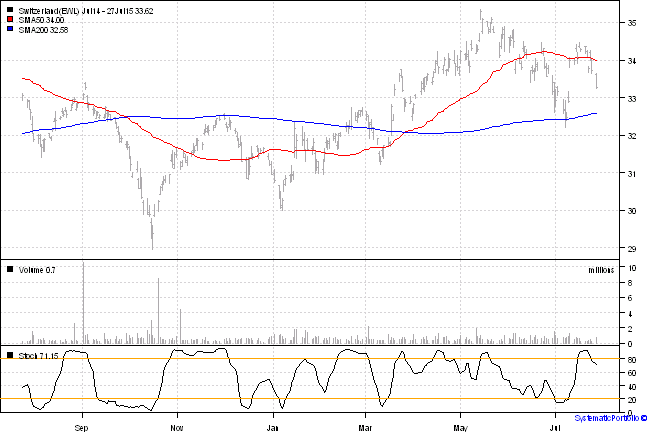 Switzerland(EWL) Jul14 - 27Jul15 33.62
SMA50 34.00
SMA200 32.58
35
34
33
32
31
30
29
Volume 0.7
millions
10
8
6
4
2
0
Stoch 71.15
80
60
40
20
0
Sep
Nov
Jan
Mar
May
Jul
SystematicPortfolio ©